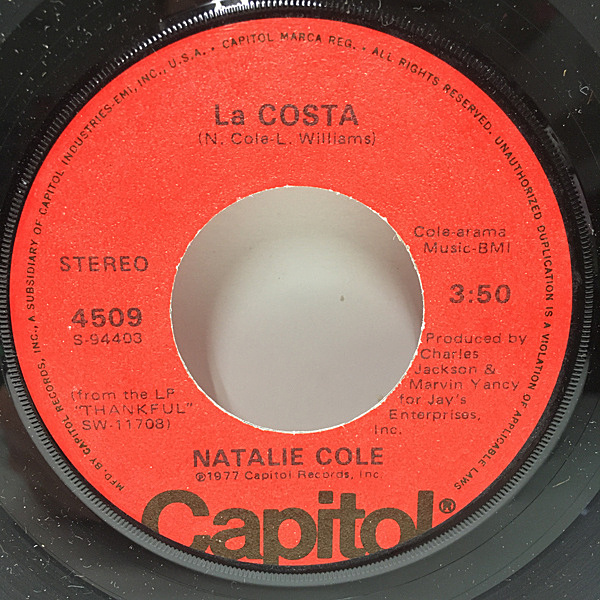 MFD. BY CAPITOL RECORDS, INC., A SUBSIDIARY OF CAPITOL INDUSTRIES-EMI, INC., U.S.A. • CAPITOL MARCA REG. • ALL RIGHTS RESERVED. UNAUTHORIZED DUPLICATION IS A VIOLATION OF APPLICABLE LAWS
La COSTA
(N. Cole-L. Williams)
Cole-arama
Music-BMI
STEREO
4509
S-94403
3:50
Produced by
Charles
Jackson &
Marvin Yancy
for Jay's
Enterprises,
Inc.
(from the LP
"THANKFUL"
SW-11708)
NATALIE COLE
℗1977 Capitol Records, Inc.
Capitol®